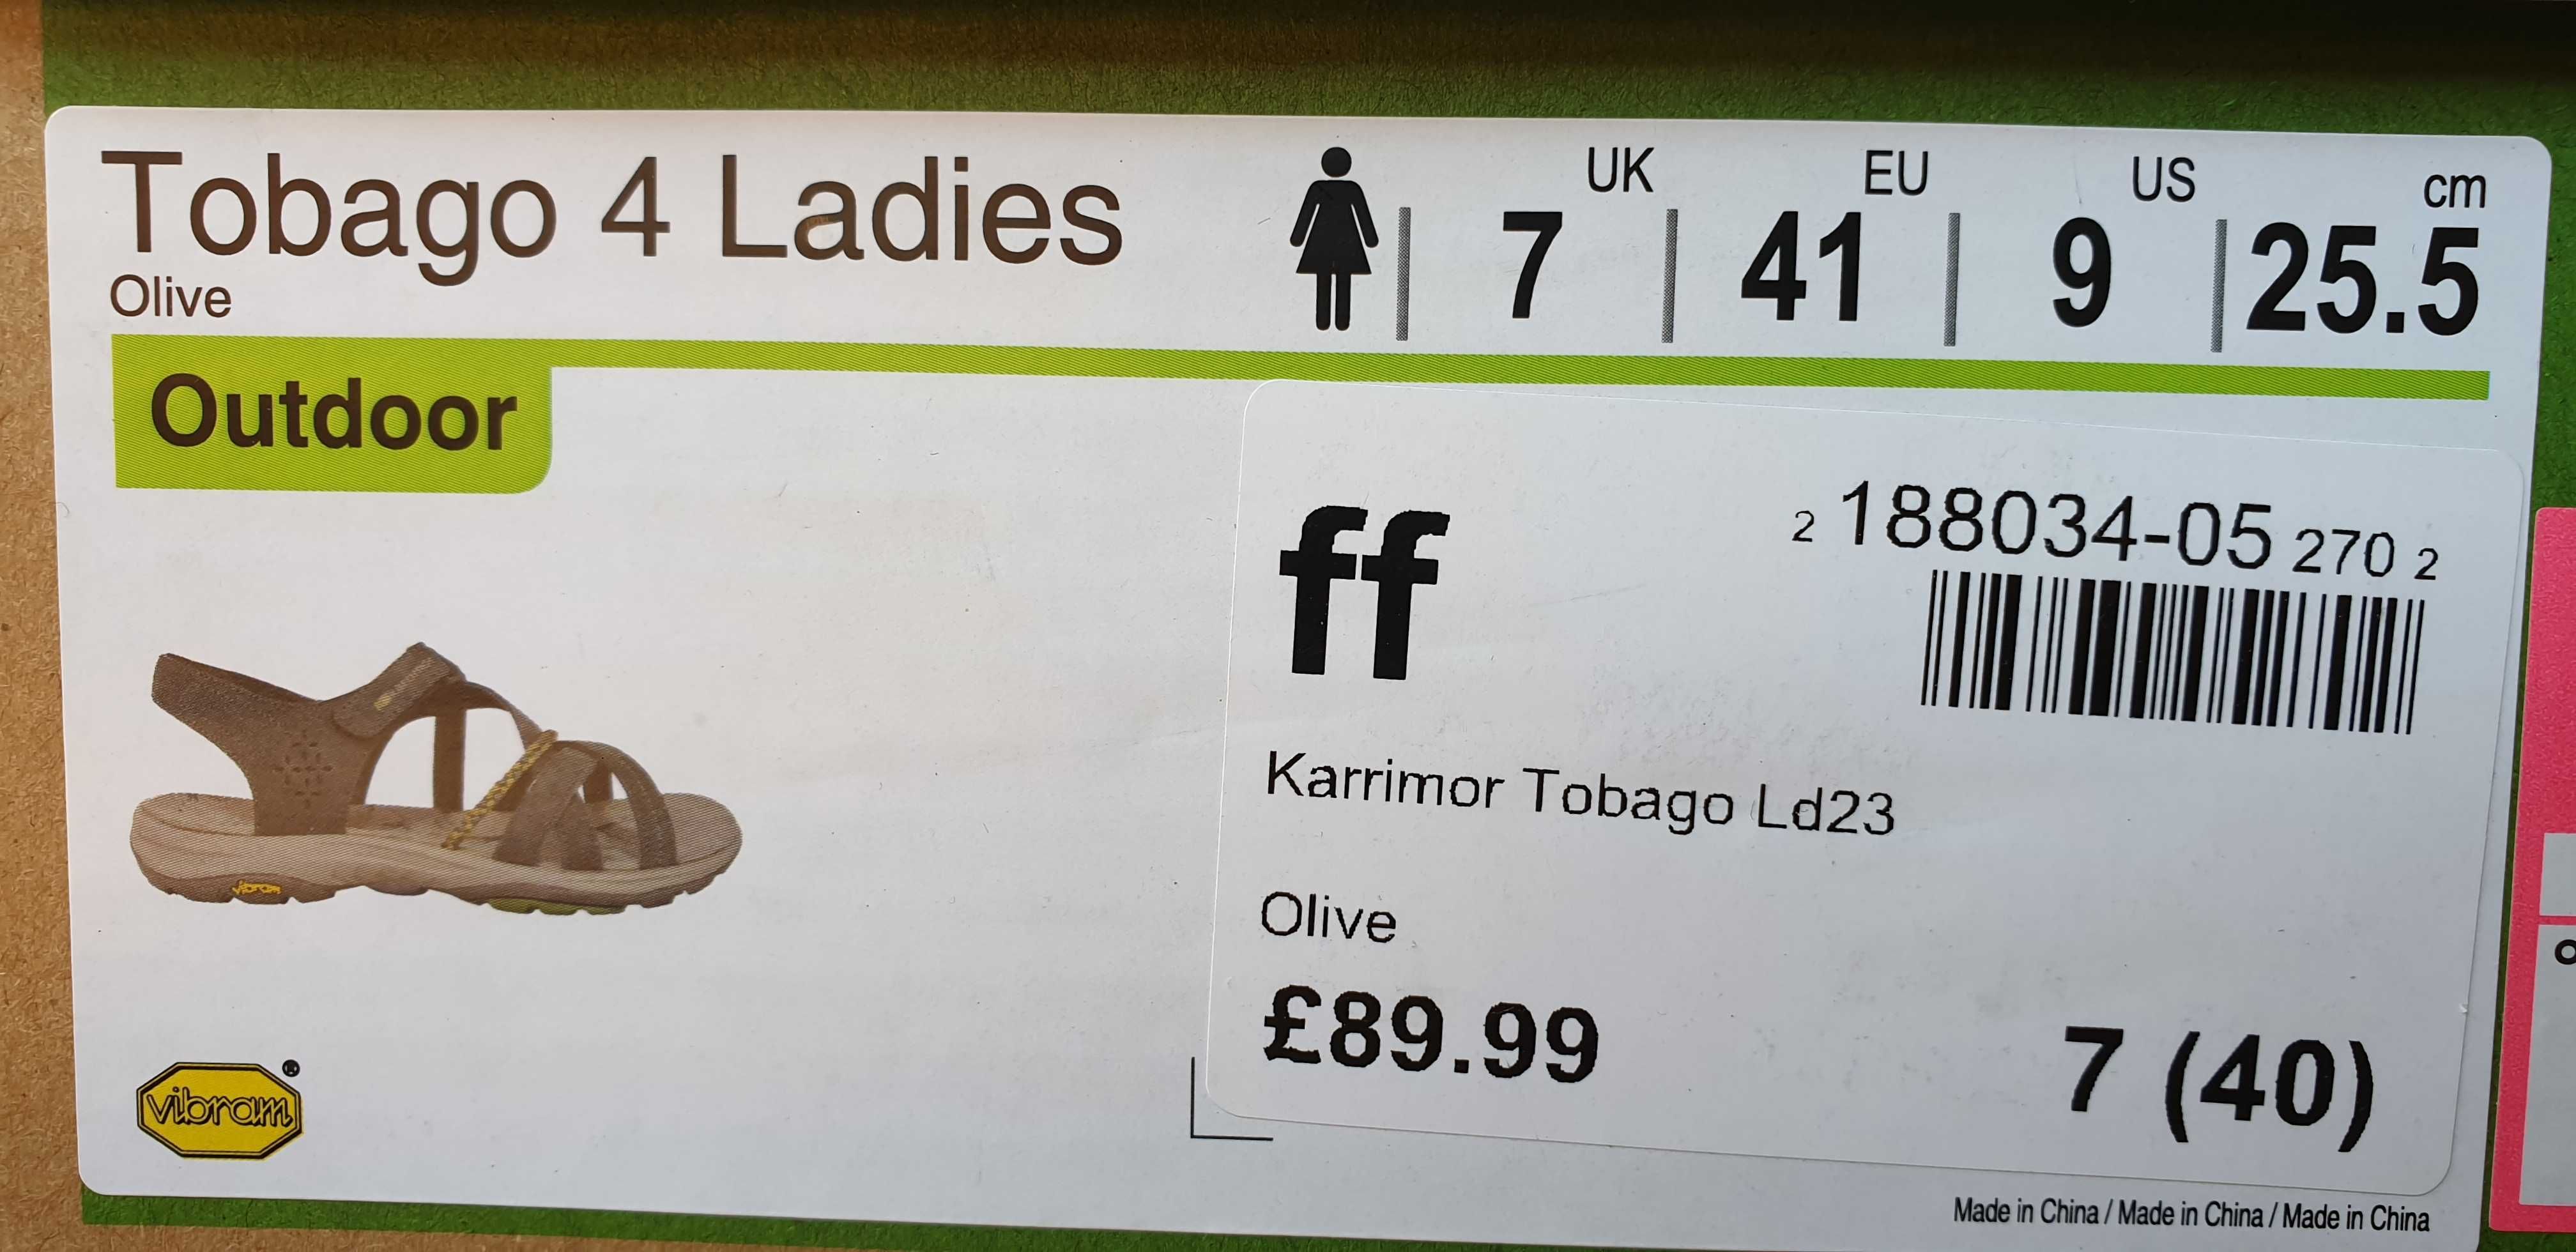 Tobago 4 Ladies
Olive
UK EU US cm
7 41 9 25.5
Outdoor
ff
2 188034-05 270 2
Karrimor Tobago Ld23
Olive
£89.99 7 (40)
vibram
vibram®
Made in China / Made in China / Made in China